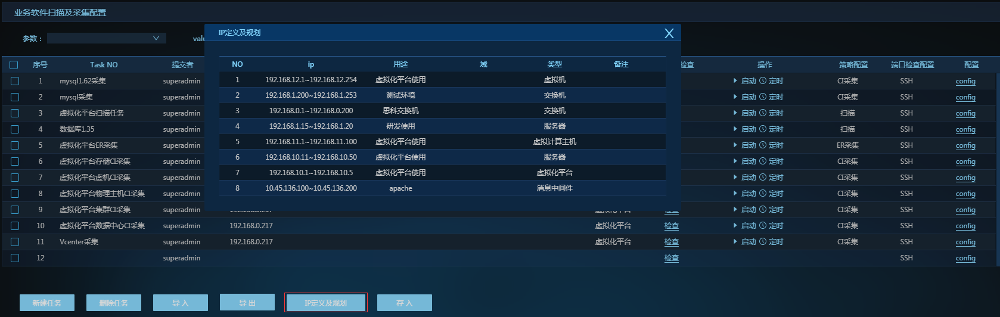 业务软件扫描及采集配置
IP定义及规划 X
参数：
NO ip 用途 域 类型 备注
1 192.168.12.1~192.168.12.254 虚拟化平台使用 虚拟机
2 192.168.1.200~192.168.1.253 测试环境 交换机
3 192.168.0.1~192.168.0.200 思科交换机 交换机
4 192.168.1.15~192.168.1.20 研发使用 服务器
5 192.168.11.1~192.168.11.100 虚拟化平台使用 虚拟计算主机
6 192.168.10.11~192.168.10.50 虚拟化平台使用 服务器
7 192.168.10.1~192.168.10.5 虚拟化平台使用 虚拟化平台
8 10.45.136.100~10.45.136.200 apache 消息中间件
序号 Task NO 提交者 检查 操作 策略配置 端口检查配置 配置
1 mysql1.62采集 superadmin 启动 定时 CI采集 SSH config
2 mysql采集 superadmin 启动 定时 CI采集 SSH config
3 虚拟化平台扫描任务 superadmin 启动 定时 扫描 SSH config
4 数据库1.35 superadmin 启动 定时 扫描 SSH config
5 虚拟化平台ER采集 superadmin 启动 定时 ER采集 SSH config
6 虚拟化平台存储CI采集 superadmin 启动 定时 CI采集 SSH config
7 虚拟化平台虚机CI采集 superadmin 启动 定时 CI采集 SSH config
8 虚拟化平台物理主机CI采集 superadmin 启动 定时 CI采集 SSH config
9 虚拟化平台集群CI采集 superadmin 192.168.0.217 虚拟化平台 检查 启动 定时 CI采集 SSH config
10 虚拟化平台数据中心CI采集 superadmin 192.168.0.217 虚拟化平台 检查 启动 定时 CI采集 SSH config
11 Vcenter采集 superadmin 192.168.0.217 虚拟化平台 检查 启动 定时 CI采集 SSH config
12 superadmin 检查 SSH config
新建任务 删除任务 导 入 导 出 IP定义及规划 存 入